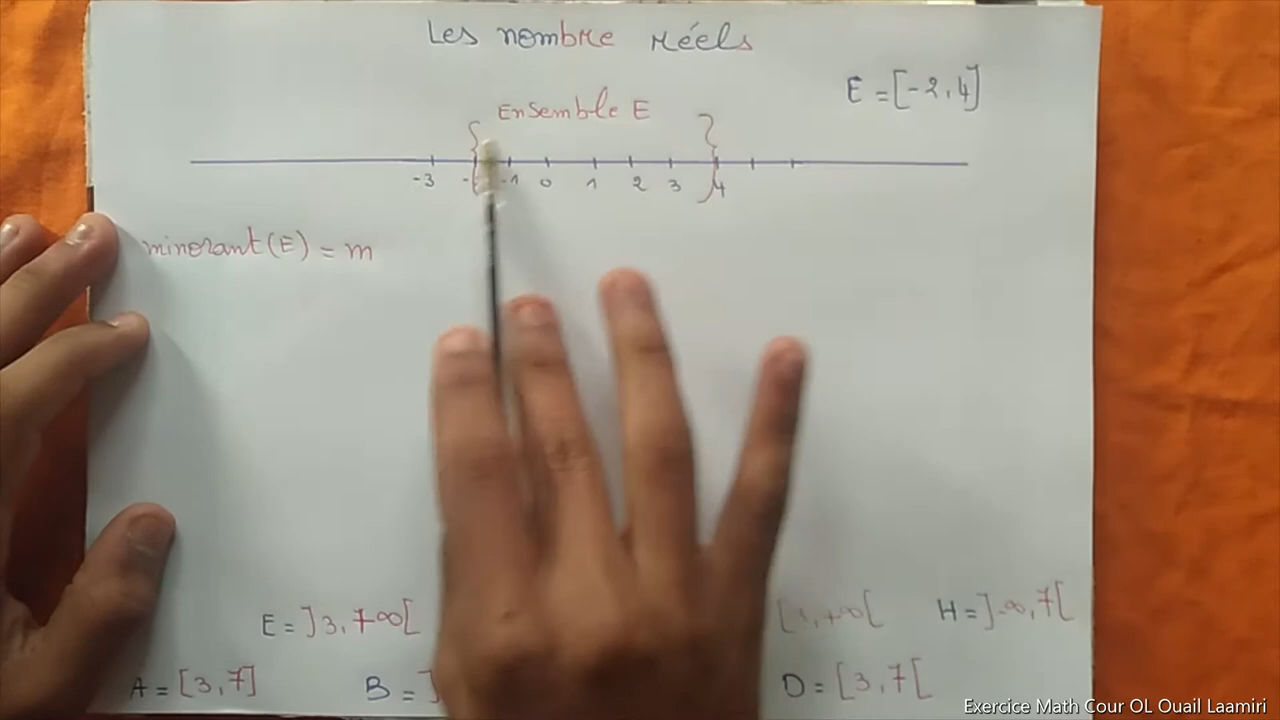 Les nombre réels
E = [-2, 4]
Ensemble E
-3 -1 0 1 2 3 4
minorant(E) = m
E = ]3, +∞[ +∞[ H = ]-∞, 7[
A = [3, 7] B = ] D = [3, 7[
Exercice Math Cour OL Ouail Laamiri